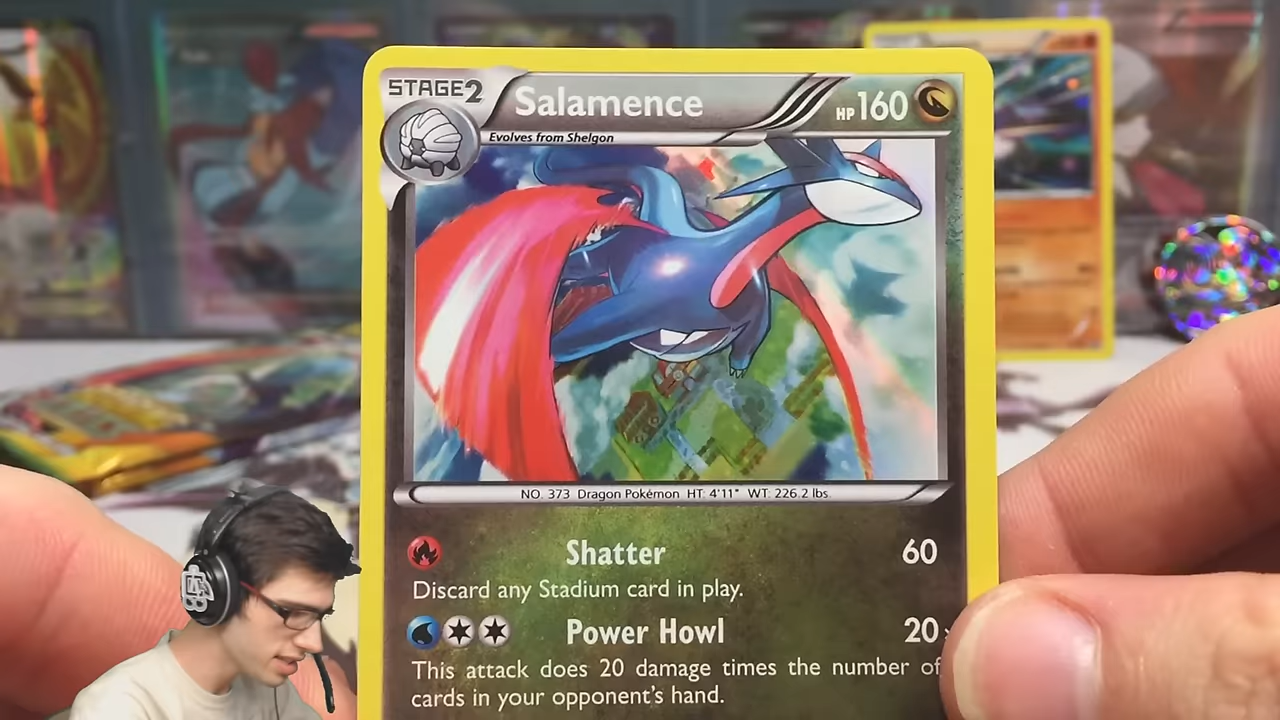 STAGE2
Salamence
HP160
Evolves from Shelgon
NO. 373 Dragon Pokémon HT: 4'11" WT: 226.2 lbs.
Shatter 60
Discard any Stadium card in play.
Power Howl 20×
This attack does 20 damage times the number of
cards in your opponent's hand.